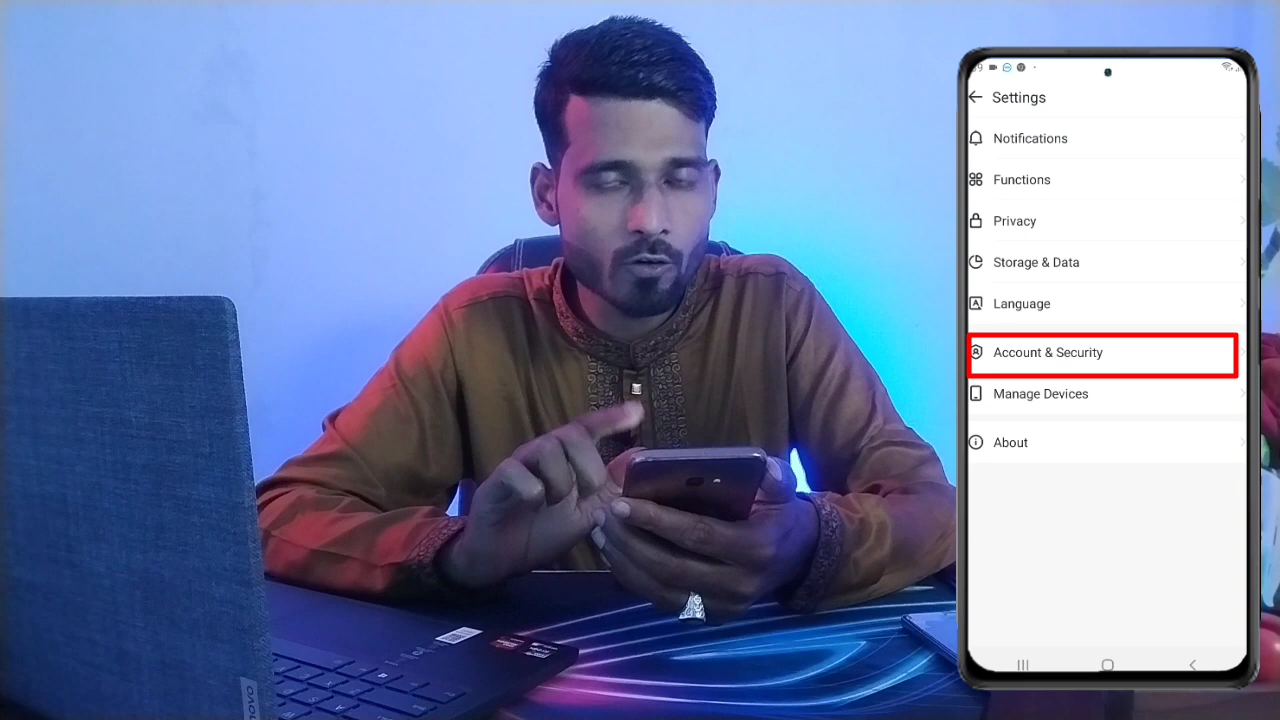 Settings
Notifications
Functions
Privacy
Storage & Data
Language
Account & Security
Manage Devices
About